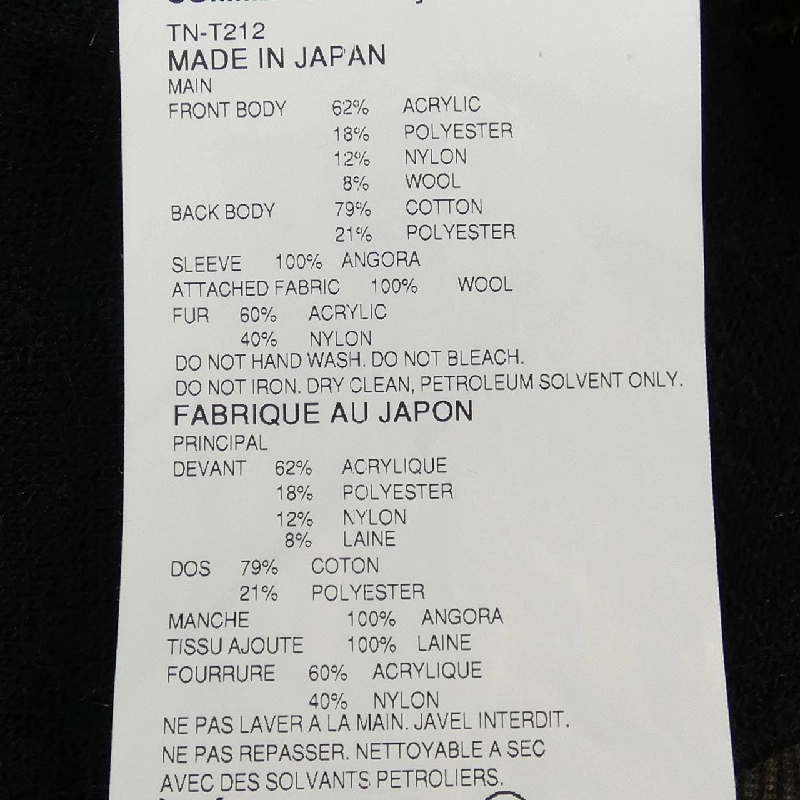 TN-T212
MADE IN JAPAN
MAIN
FRONT BODY 62% ACRYLIC
18% POLYESTER
12% NYLON
8% WOOL
BACK BODY 79% COTTON
21% POLYESTER
SLEEVE 100% ANGORA
ATTACHED FABRIC 100% WOOL
FUR 60% ACRYLIC
40% NYLON
DO NOT HAND WASH. DO NOT BLEACH.
DO NOT IRON. DRY CLEAN, PETROLEUM SOLVENT ONLY.
FABRIQUE AU JAPON
PRINCIPAL
DEVANT 62% ACRYLIQUE
18% POLYESTER
12% NYLON
8% LAINE
DOS 79% COTON
21% POLYESTER
MANCHE 100% ANGORA
TISSU AJOUTE 100% LAINE
FOURRURE 60% ACRYLIQUE
40% NYLON
NE PAS LAVER A LA MAIN. JAVEL INTERDIT.
NE PAS REPASSER. NETTOYABLE A SEC
AVEC DES SOLVANTS PETROLIERS.